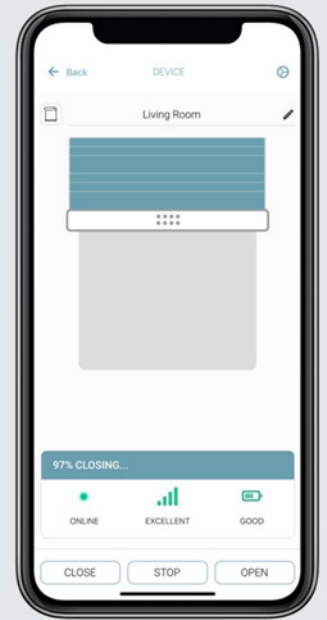 Back DEVICE
Living Room
97% CLOSING...
ONLINE EXCELLENT GOOD
CLOSE STOP OPEN